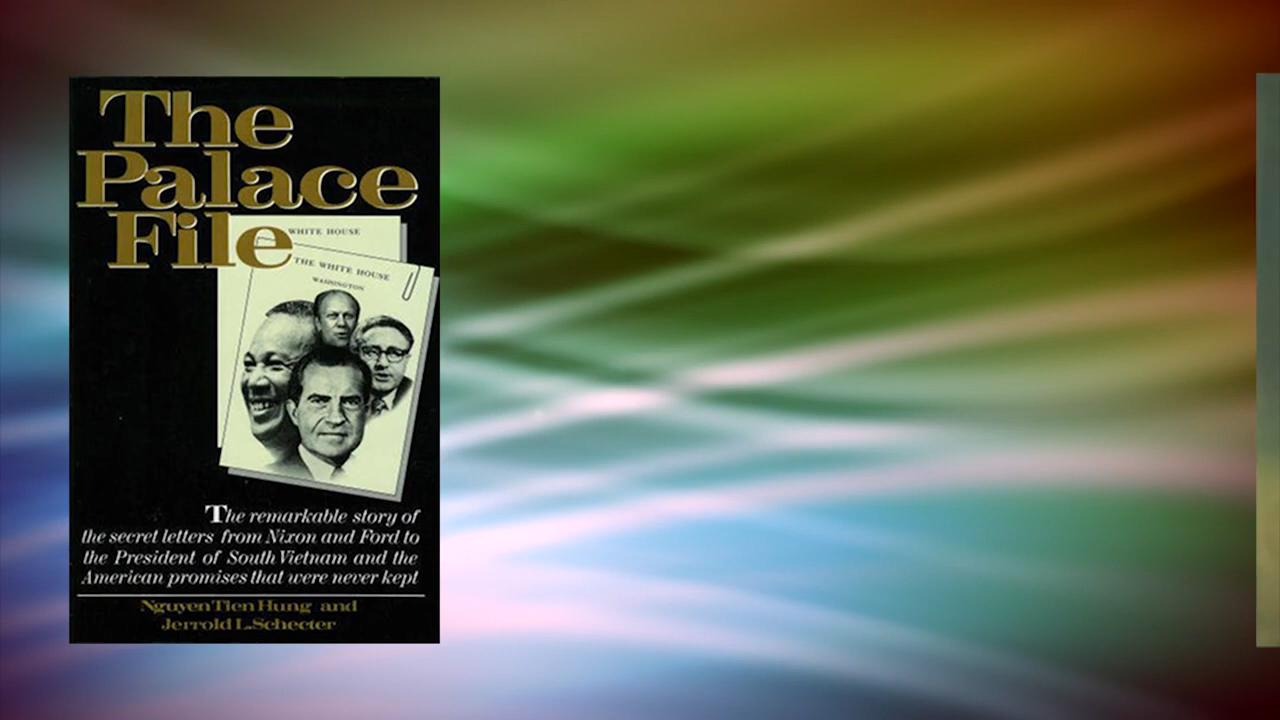 The
Palace
File
WHITE HOUSE
THE WHITE HOUSE
WASHINGTON
The remarkable story of
the secret letters from Nixon and Ford to
the President of South Vietnam and the
American promises that were never kept
Nguyen Tien Hung and
Jerrold L. Schecter